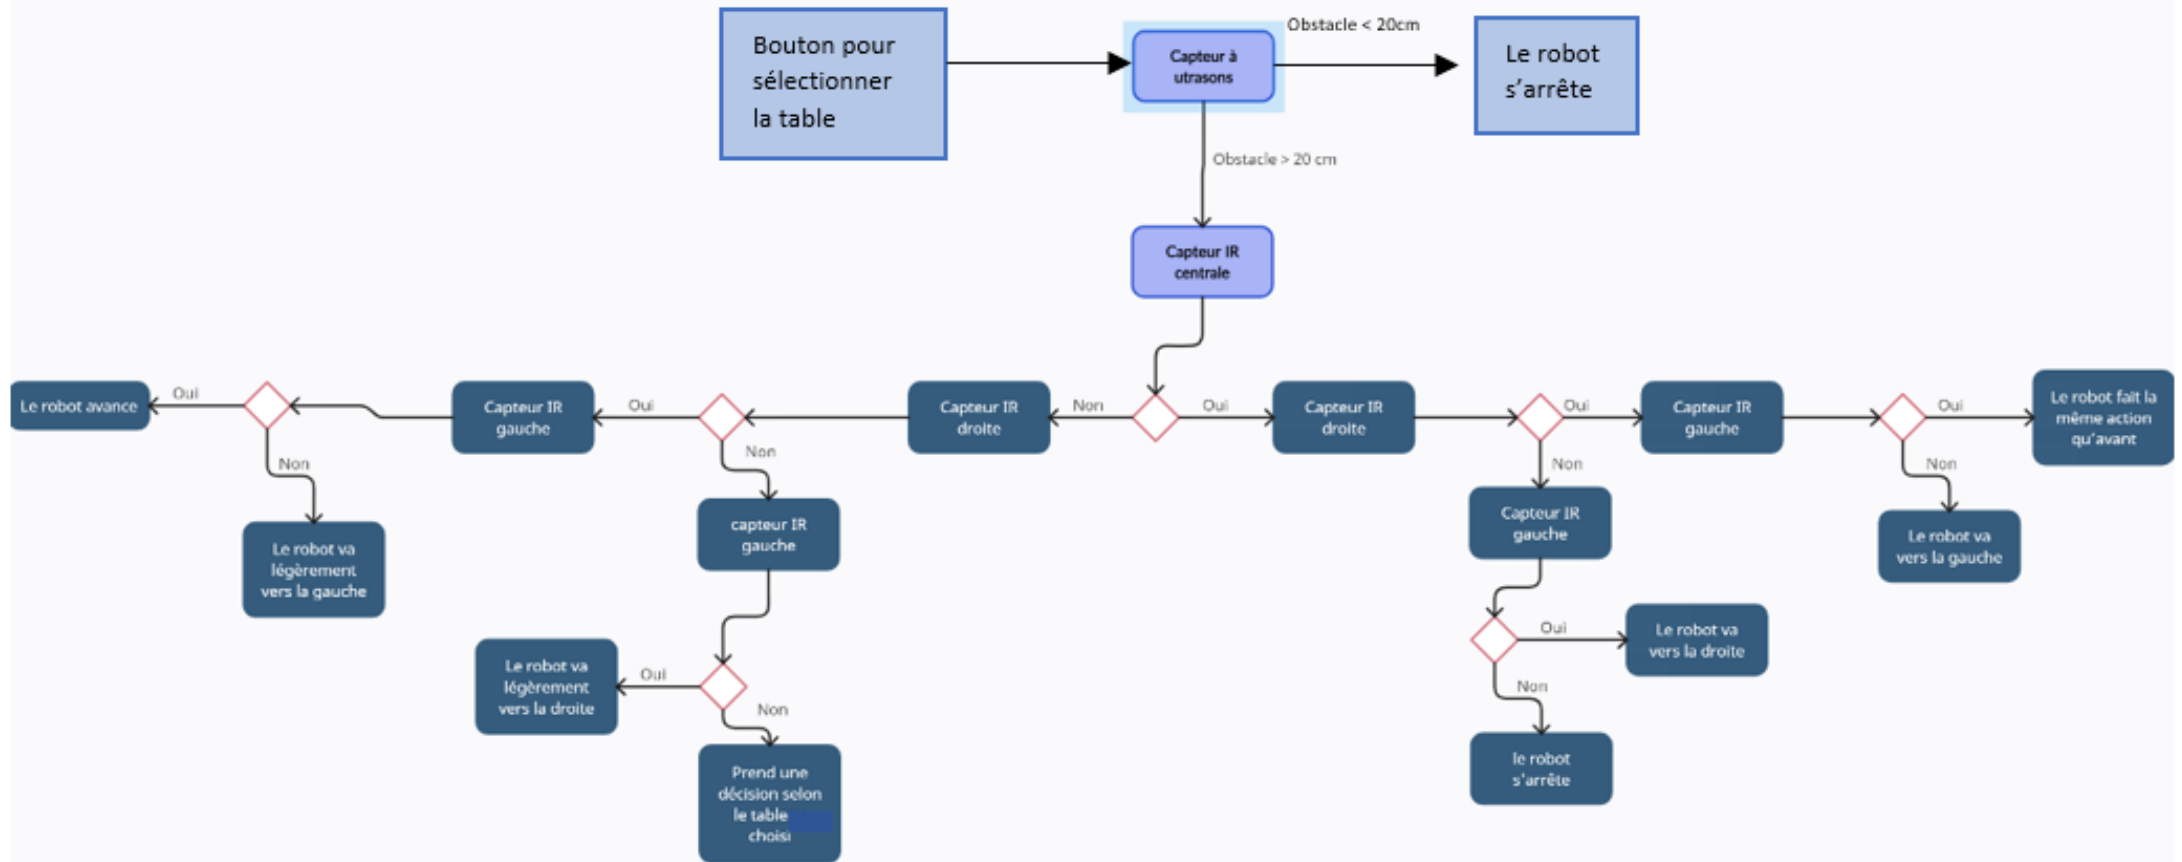 Bouton pour
sélectionner
la table
Capteur à
utrasons
Obstacle < 20cm
Le robot
s'arrête
Obstacle > 20 cm
Capteur IR
centrale
Le robot avance
Oui
Capteur IR
gauche
Oui
Capteur IR
droite
Non
Oui
Capteur IR
droite
Oui
Capteur IR
gauche
Oui
Le robot fait la
même action
qu'avant
Non
Non
Non
Non
Le robot va
légèrement
vers la gauche
capteur IR
gauche
Capteur IR
gauche
Le robot va
vers la gauche
Le robot va
légèrement
vers la droite
Oui
Non
Oui
Le robot va
vers la droite
Non
Prend une
décision selon
le table
choisi
le robot
s'arrête